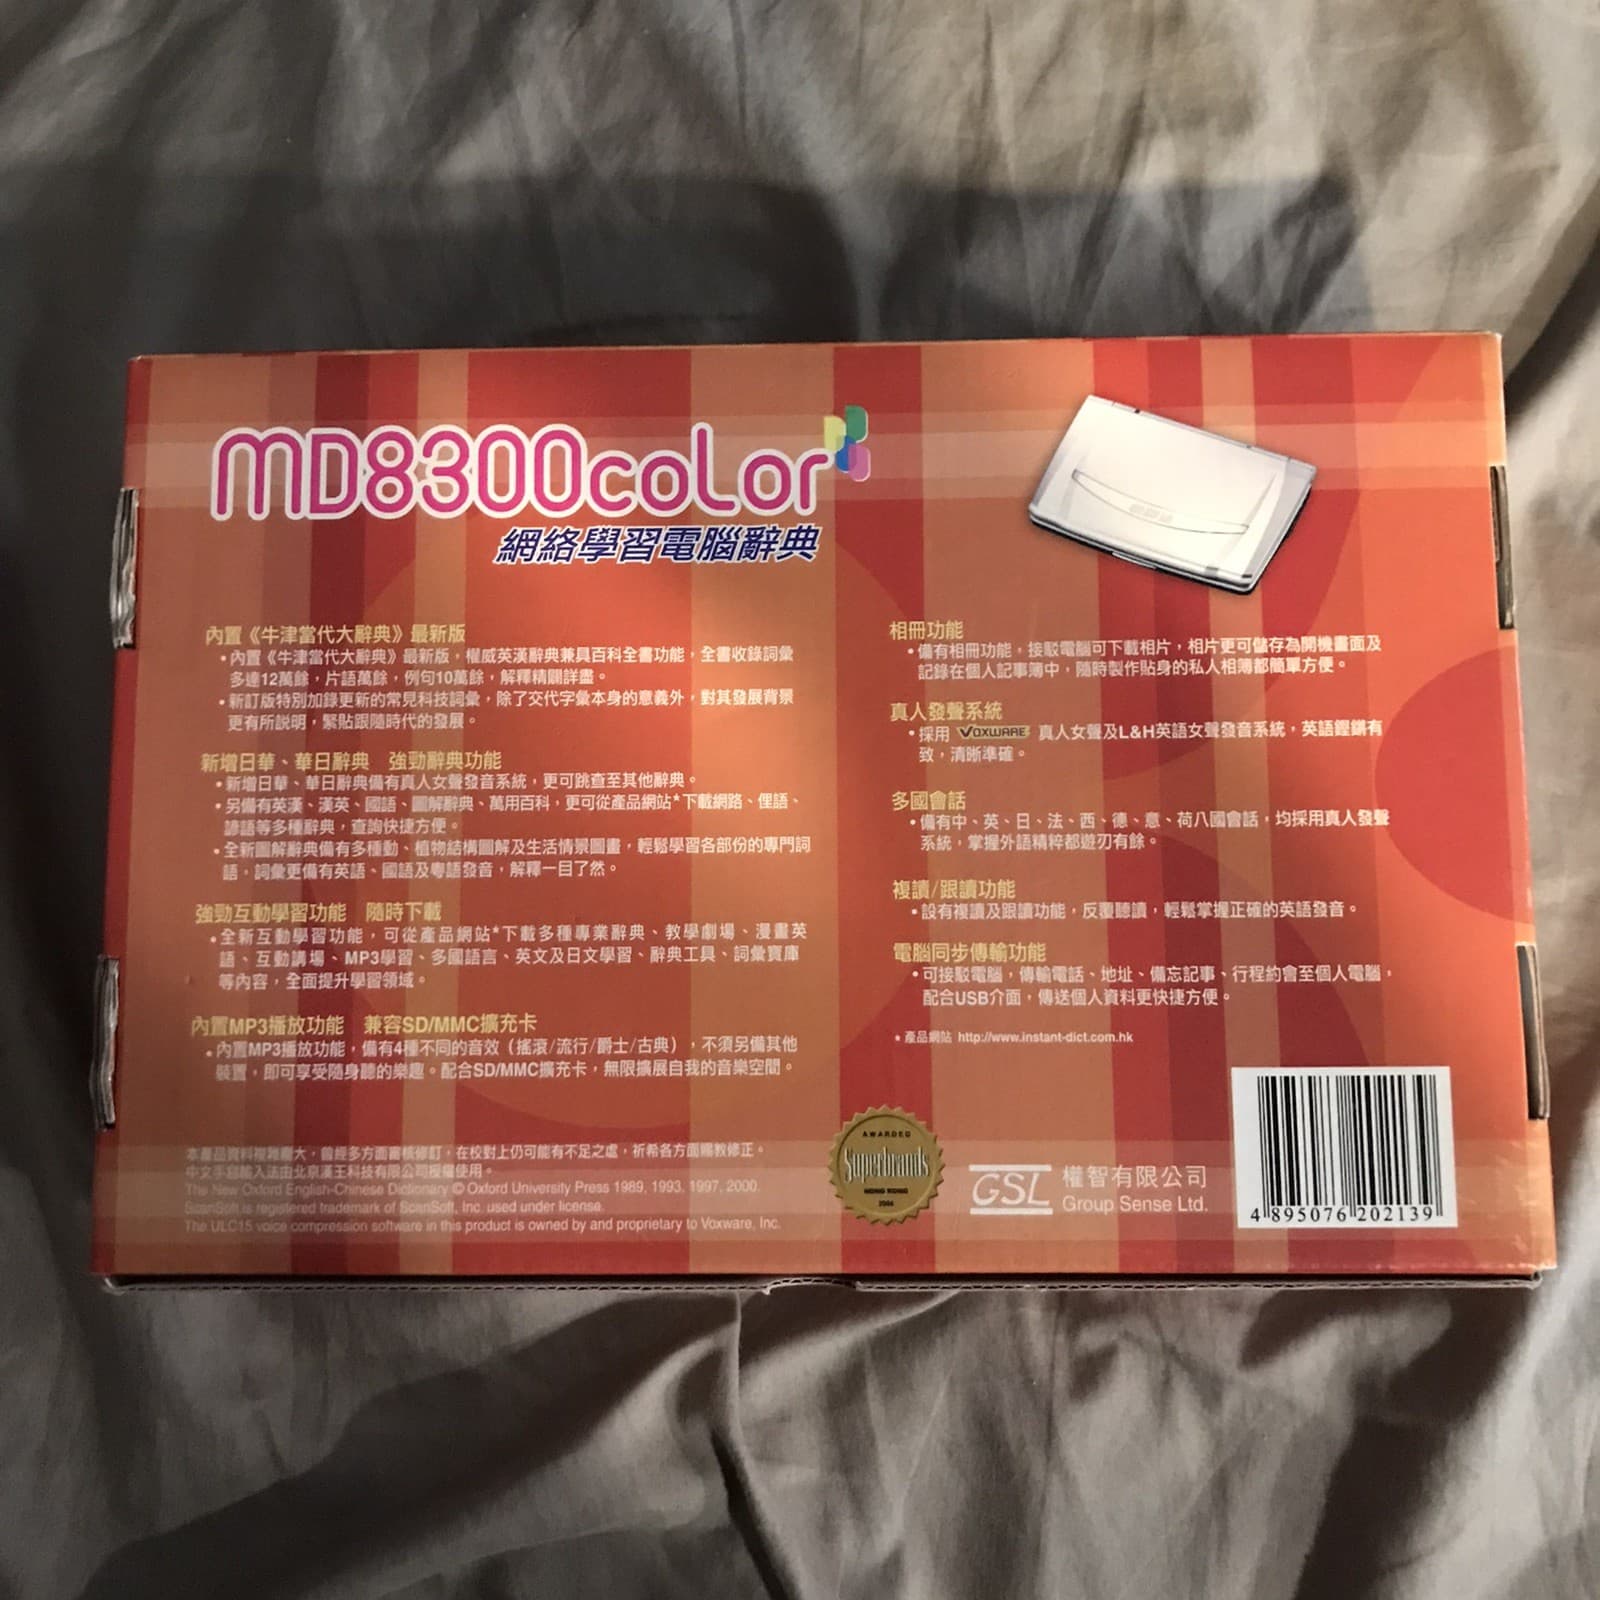 MD8300coLor
網絡學習電腦辭典
內置《牛津當代大辭典》最新版
•內置《牛津當代大辭典》最新版，權威英漢辭典兼具百科全書功能，全書收錄詞彙
多達12萬餘，片語萬餘，例句10萬餘，解釋精闢詳盡。
•新訂版特別加錄更新的常見科技詞彙，除了交代字彙本身的意義外，對其發展背景
更有所説明，緊貼跟隨時代的發展。
新增日華、華日辭典 強勁辭典功能
•新增日華、華日辭典備有真人女聲發音系統，更可跳查至其他辭典。
•另備有英漢、漢英、國語、圖解辭典、萬用百科，更可從產品網站*下載網路、俚語、
諺語等多種辭典，查詢快捷方便。
•全新圖解辭典備有多種動、植物結構圖解及生活情景圖畫，輕鬆學習各部份的專門詞
語，詞彙更備有英語、國語及粵語發音，解釋一目了然。
強勁互動學習功能 隨時下載
•全新互動學習功能，可從產品網站*下載多種專業辭典、教學劇場、漫畫英
語、互動講場、MP3學習、多國語言、英文及日文學習、辭典工具、詞彙寶庫
等內容，全面提升學習領域。
內置MP3播放功能 兼容SD/MMC擴充卡
•內置MP3播放功能，備有4種不同的音效（搖滾/流行/爵士/古典），不須另備其他
裝置，即可享受隨身聽的樂趣。配合SD/MMC擴充卡，無限擴展自我的音樂空間。
本產品資料複雜龐大，曾經多方面審核修訂，在校對上仍可能有不足之處，祈希各方面賜教修正。
中文手寫輸入法由北京漢王科技有限公司授權使用。
The New Oxford English-Chinese Dictionary © Oxford University Press 1989, 1993, 1997, 2000.
ScanSoft is registered trademark of ScanSoft, Inc. used under license.
The ULC15 voice compression software in this product is owned by and proprietary to Voxware, Inc.
相冊功能
•備有相冊功能，接駁電腦可下載相片，相片更可儲存為開機畫面及
記錄在個人記事簿中，隨時製作貼身的私人相簿都簡單方便。
真人發聲系統
•採用 VOXWARE 真人女聲及L&H英語女聲發音系統，英語鏗鏘有
致，清晰準確。
多國會話
•備有中、英、日、法、西、德、意、荷八國會話，均採用真人發聲
系統，掌握外語精粹都遊刃有餘。
複讀/跟讀功能
•設有複讀及跟讀功能，反覆聽讀，輕鬆掌握正確的英語發音。
電腦同步傳輸功能
•可接駁電腦，傳輸電話、地址、備忘記事、行程約會至個人電腦，
配合USB介面，傳送個人資料更快捷方便。
* 產品網站 http://www.instant-dict.com.hk
AWARDED
Superbrands
HONG KONG
2004
GSL
權智有限公司
Group Sense Ltd.
4 895076 202139